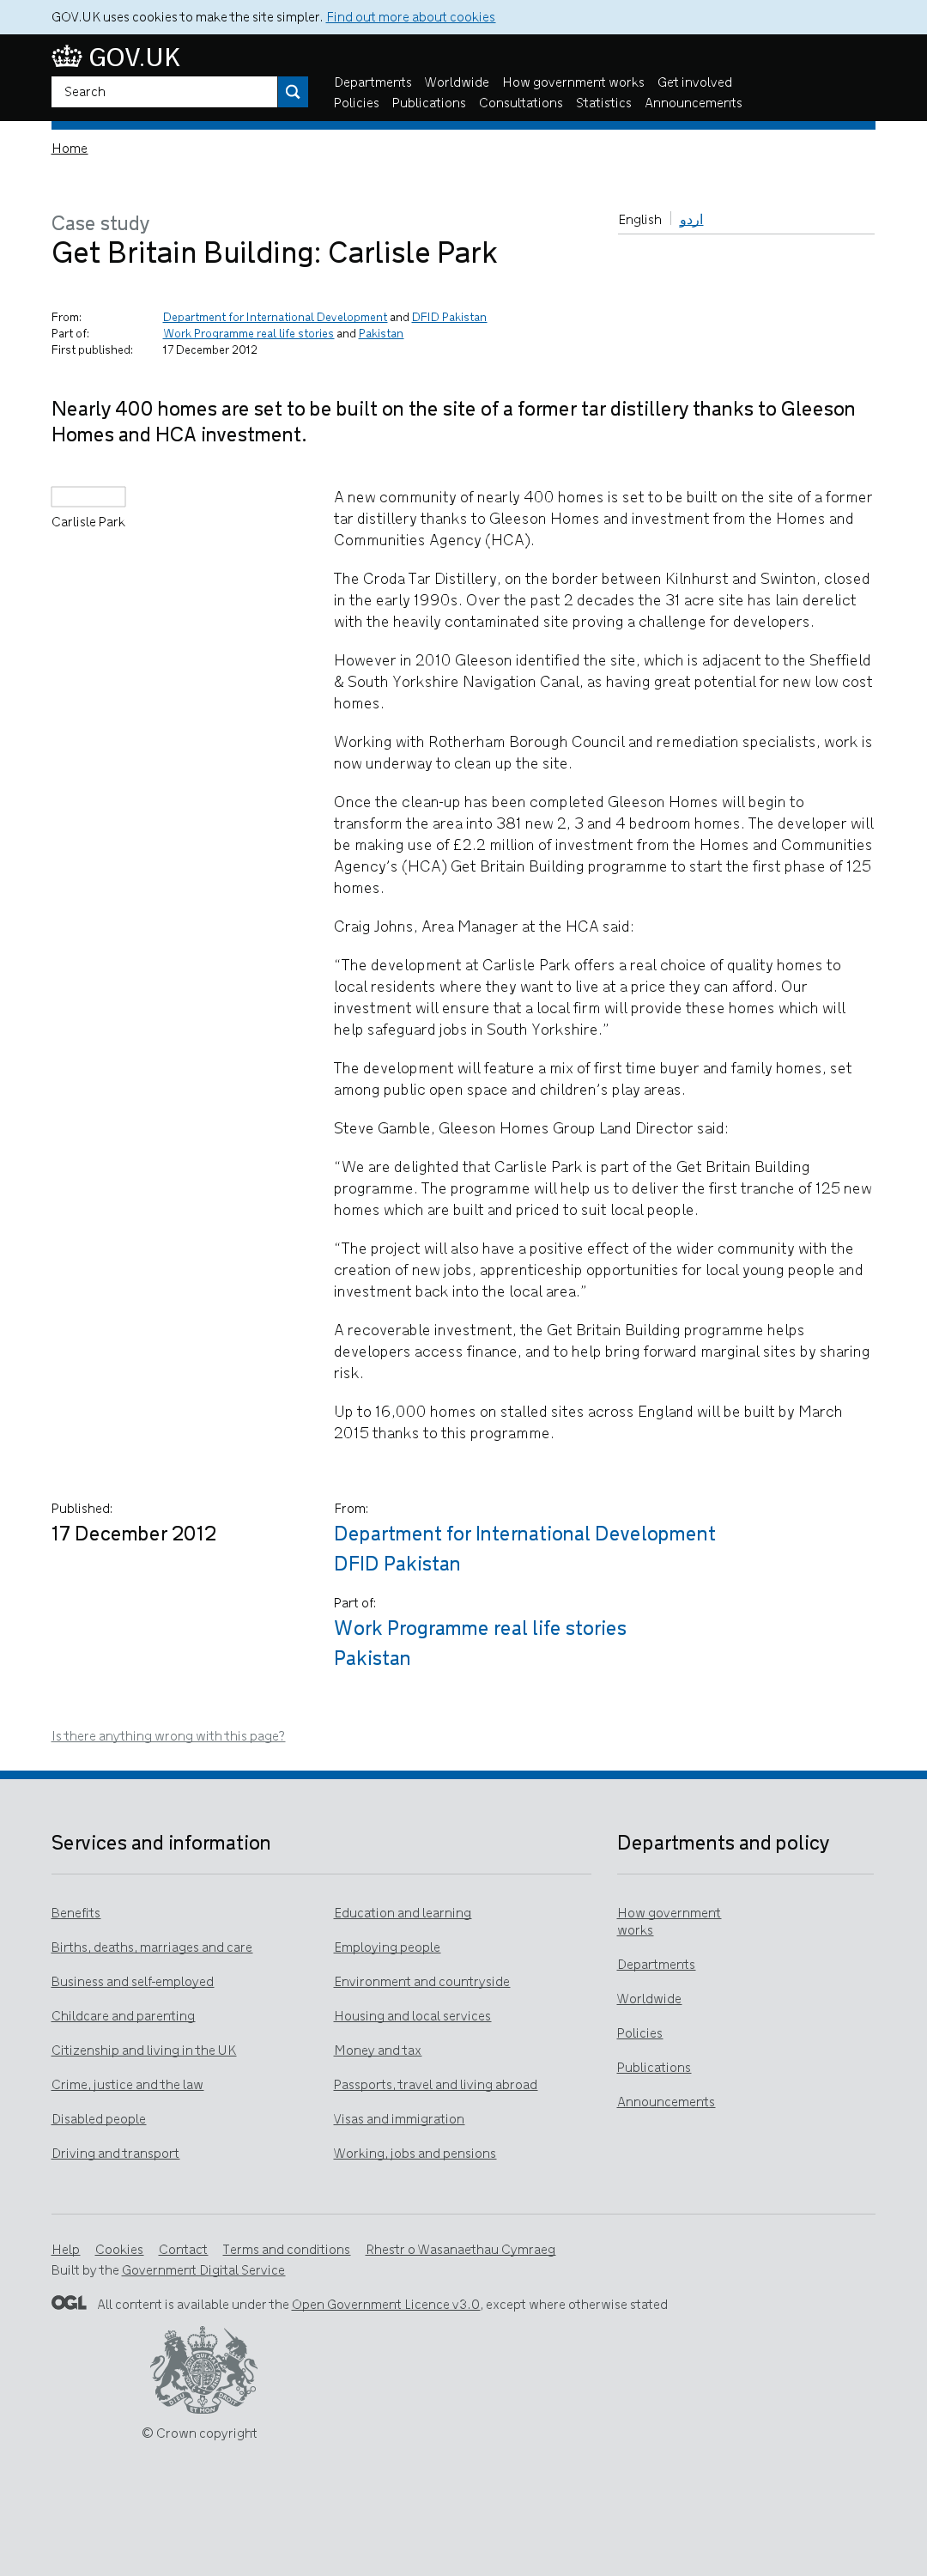 GOV.UK uses cookies to make the site simpler. Find out more about cookies
GOV.UK
Search
Departments Worldwide How government works Get involved
Policies Publications Consultations Statistics Announcements
Home
English اردو
Case study
Get Britain Building: Carlisle Park
From: Department for International Development and DFID Pakistan
Part of: Work Programme real life stories and Pakistan
First published: 17 December 2012
Nearly 400 homes are set to be built on the site of a former tar distillery thanks to Gleeson
Homes and HCA investment.
Carlisle Park
A new community of nearly 400 homes is set to be built on the site of a former
tar distillery thanks to Gleeson Homes and investment from the Homes and
Communities Agency (HCA).
The Croda Tar Distillery, on the border between Kilnhurst and Swinton, closed
in the early 1990s. Over the past 2 decades the 31 acre site has lain derelict
with the heavily contaminated site proving a challenge for developers.
However in 2010 Gleeson identified the site, which is adjacent to the Sheffield
& South Yorkshire Navigation Canal, as having great potential for new low cost
homes.
Working with Rotherham Borough Council and remediation specialists, work is
now underway to clean up the site.
Once the clean-up has been completed Gleeson Homes will begin to
transform the area into 381 new 2, 3 and 4 bedroom homes. The developer will
be making use of £2.2 million of investment from the Homes and Communities
Agency's (HCA) Get Britain Building programme to start the first phase of 125
homes.
Craig Johns, Area Manager at the HCA said:
“The development at Carlisle Park offers a real choice of quality homes to
local residents where they want to live at a price they can afford. Our
investment will ensure that a local firm will provide these homes which will
help safeguard jobs in South Yorkshire.”
The development will feature a mix of first time buyer and family homes, set
among public open space and children's play areas.
Steve Gamble, Gleeson Homes Group Land Director said:
“We are delighted that Carlisle Park is part of the Get Britain Building
programme. The programme will help us to deliver the first tranche of 125 new
homes which are built and priced to suit local people.
“The project will also have a positive effect of the wider community with the
creation of new jobs, apprenticeship opportunities for local young people and
investment back into the local area.”
A recoverable investment, the Get Britain Building programme helps
developers access finance, and to help bring forward marginal sites by sharing
risk.
Up to 16,000 homes on stalled sites across England will be built by March
2015 thanks to this programme.
Published:
17 December 2012
From:
Department for International Development
DFID Pakistan
Part of:
Work Programme real life stories
Pakistan
Is there anything wrong with this page?
Services and information
Benefits
Births, deaths, marriages and care
Business and self-employed
Childcare and parenting
Citizenship and living in the UK
Crime, justice and the law
Disabled people
Driving and transport
Education and learning
Employing people
Environment and countryside
Housing and local services
Money and tax
Passports, travel and living abroad
Visas and immigration
Working, jobs and pensions
Departments and policy
How government
works
Departments
Worldwide
Policies
Publications
Announcements
Help Cookies Contact Terms and conditions Rhestr o Wasanaethau Cymraeg
Built by the Government Digital Service
OGL All content is available under the Open Government Licence v3.0, except where otherwise stated
© Crown copyright